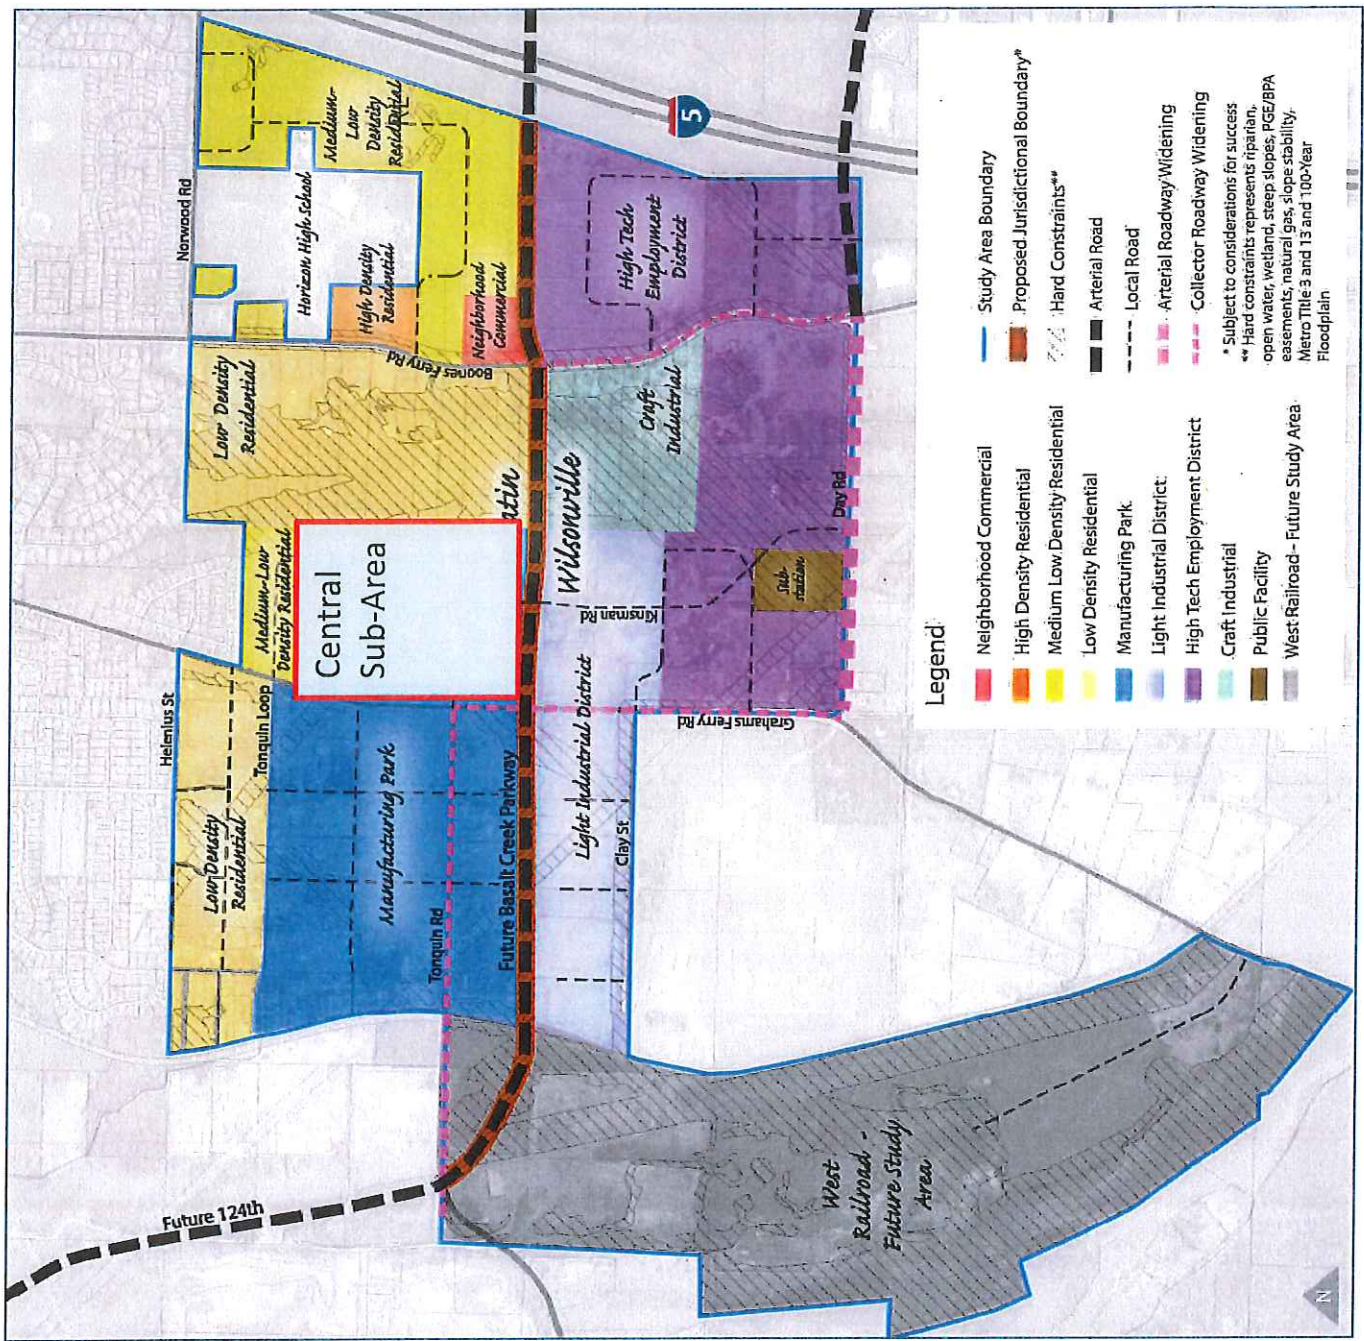 Norwood Rd
Medium-
Low
Density
Residential
Horizon High School
High Density
Residential
Neighborhood
Commercial
Boones Ferry Rd
Low Density
Residential
High Tech
Employment
District
5
Craft
Industrial
Wilsonville
Medium-Low
Density Residential
Central
Sub-Area
Kinsman Rd
Sub-
station
Day Rd
Helenius St
Tonquin Loop
Low Density
Residential
Manufacturing Park
Tonquin Rd
Future Basalt Creek Parkway
Light Industrial District
Clay St
Grahams Ferry Rd
Future 124th
West
Railroad -
Future Study
Area
N
Legend
Neighborhood Commercial
High Density Residential
Medium Low Density Residential
Low Density Residential
Manufacturing Park
Light Industrial District
High Tech Employment District
Craft Industrial
Public Facility
West Railroad - Future Study Area
Study Area Boundary
Proposed Jurisdictional Boundary*
Hard Constraints**
Arterial Road
Local Road
Arterial Roadway Widening
Collector Roadway Widening
* Subject to considerations for success
** Hard constraints represents riparian,
open water, wetland, steep slopes, PGE/BPA
easements, natural gas, slope stability,
Metro Title 3 and 13 and 100-Year
Floodplain